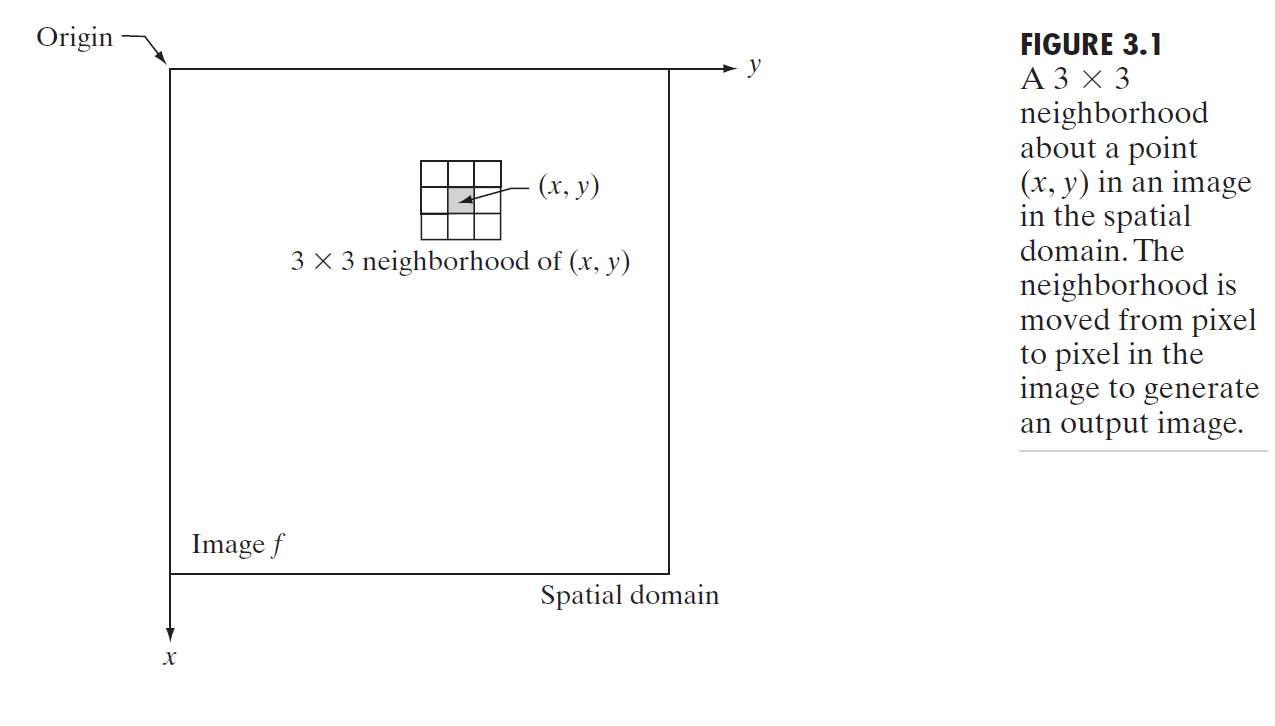 Origin
y
(x, y)
3 × 3 neighborhood of (x, y)
Image f
Spatial domain
x
FIGURE 3.1
A 3 × 3
neighborhood
about a point
(x, y) in an image
in the spatial
domain. The
neighborhood is
moved from pixel
to pixel in the
image to generate
an output image.